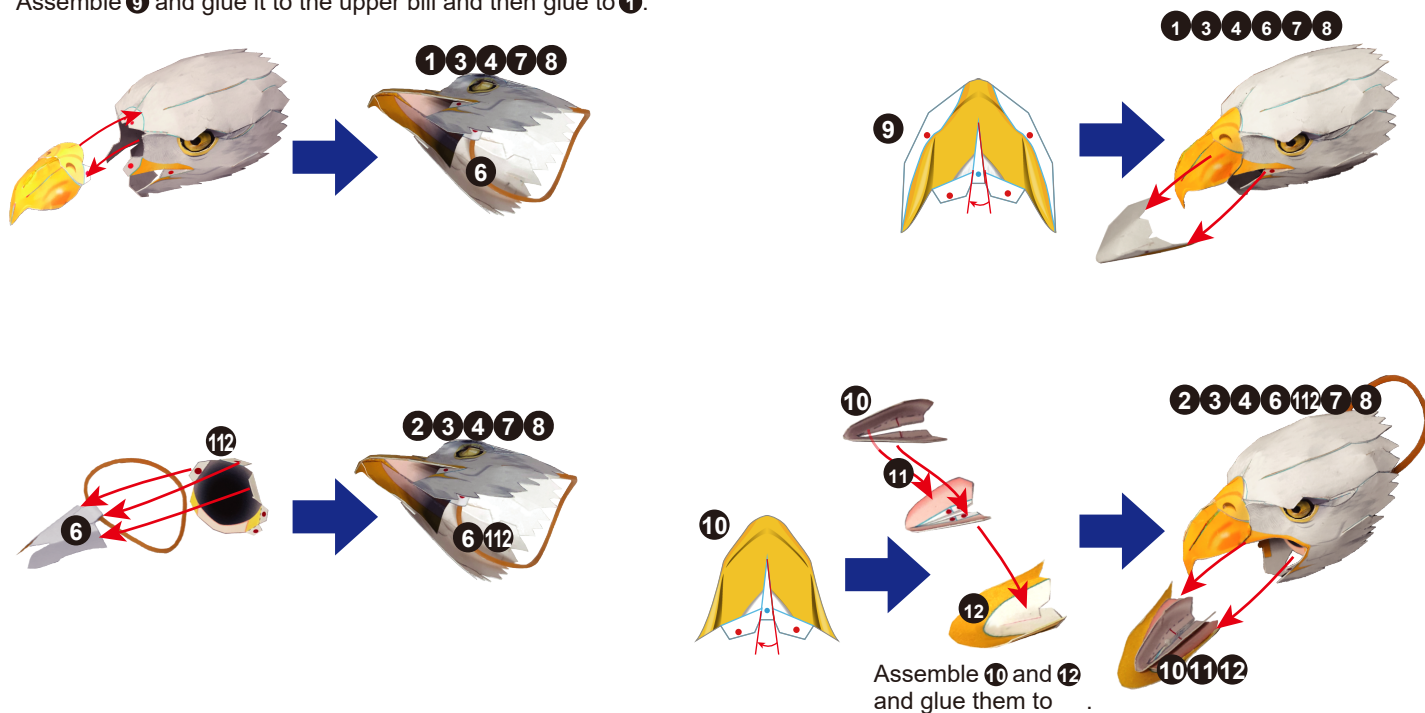 Assemble 9 and glue it to the upper bill and then glue to 1.
1 3 4 7 8
6
9
1 3 4 6 7 8
112
6
2 3 4 7 8
6 112
10
10
11
12
Assemble 10 and 12
and glue them to .
2 3 4 6 112 7 8
10 11 12